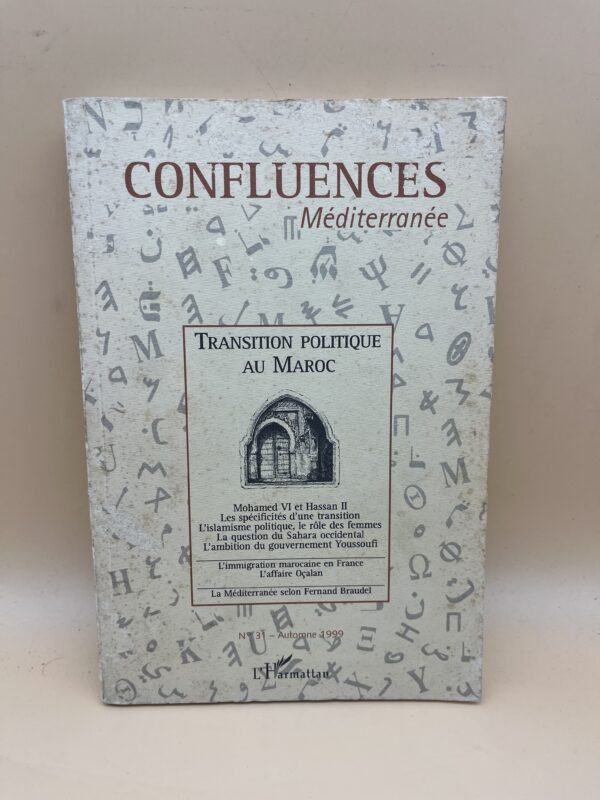 CONFLUENCES
Méditerranée
TRANSITION POLITIQUE
AU MAROC
Mohamed VI et Hassan II
Les spécificités d'une transition
L'islamisme politique, le rôle des femmes
La question du Sahara occidental
L'ambition du gouvernement Youssoufi
L'immigration marocaine en France
L'affaire Oçalan
La Méditerranée selon Fernand Braudel
N° 31 – Automne 1999
L'Harmattan